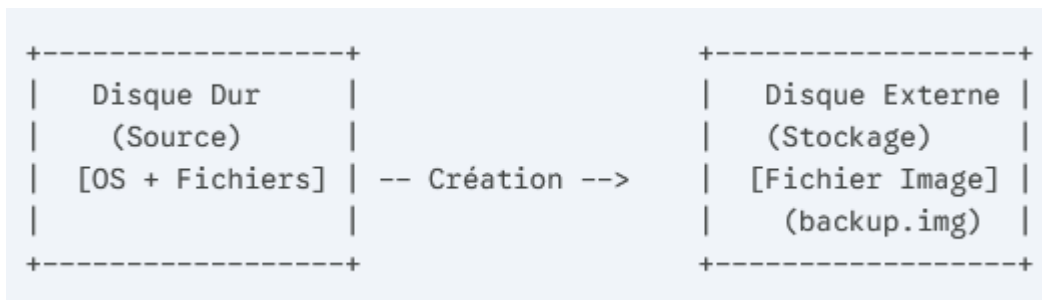 +------------------+                    +------------------+
|   Disque Dur     |                    |   Disque Externe |
|    (Source)      |                    |   (Stockage)     |
|  [OS + Fichiers] | -- Création -->    |  [Fichier Image] |
|                  |                    |    (backup.img)  |
+------------------+                    +------------------+